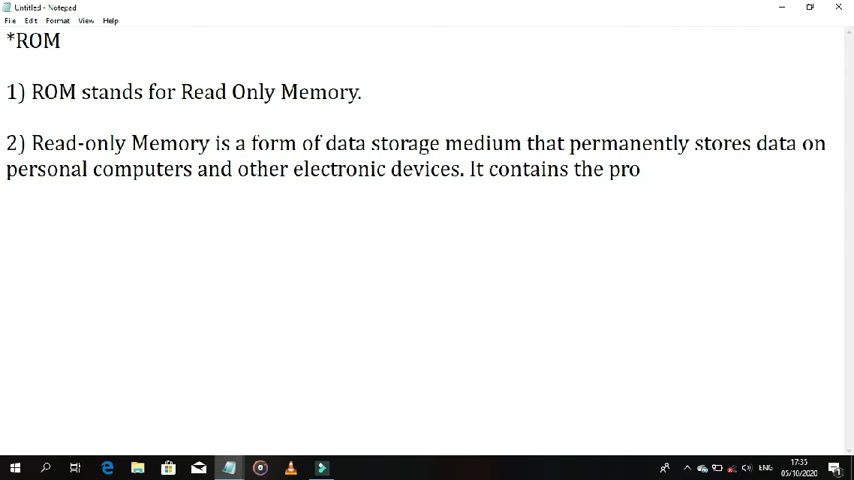 Untitled - Notepad
File Edit Format View Help
*ROM
1) ROM stands for Read Only Memory.
2) Read-only Memory is a form of data storage medium that permanently stores data on
personal computers and other electronic devices. It contains the pro
ENG
17:35
05/10/2020